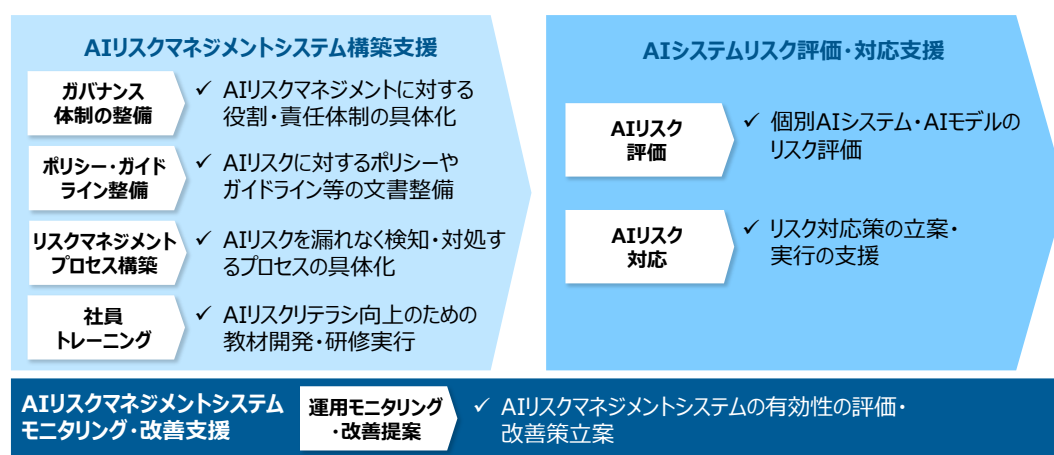 AIリスクマネジメントシステム構築支援
ガバナンス
体制の整備
✓ AIリスクマネジメントに対する
役割・責任体制の具体化
ポリシー・ガイド
ライン整備
✓ AIリスクに対するポリシーや
ガイドライン等の文書整備
リスクマネジメント
プロセス構築
✓ AIリスクを漏れなく検知・対処す
るプロセスの具体化
社員
トレーニング
✓ AIリスクリテラシ向上のための
教材開発・研修実行
AIシステムリスク評価・対応支援
AIリスク
評価
✓ 個別AIシステム・AIモデルの
リスク評価
AIリスク
対応
✓ リスク対応策の立案・
実行の支援
AIリスクマネジメントシステム
モニタリング・改善支援
運用モニタリング
・改善提案
✓ AIリスクマネジメントシステムの有効性の評価・
改善策立案